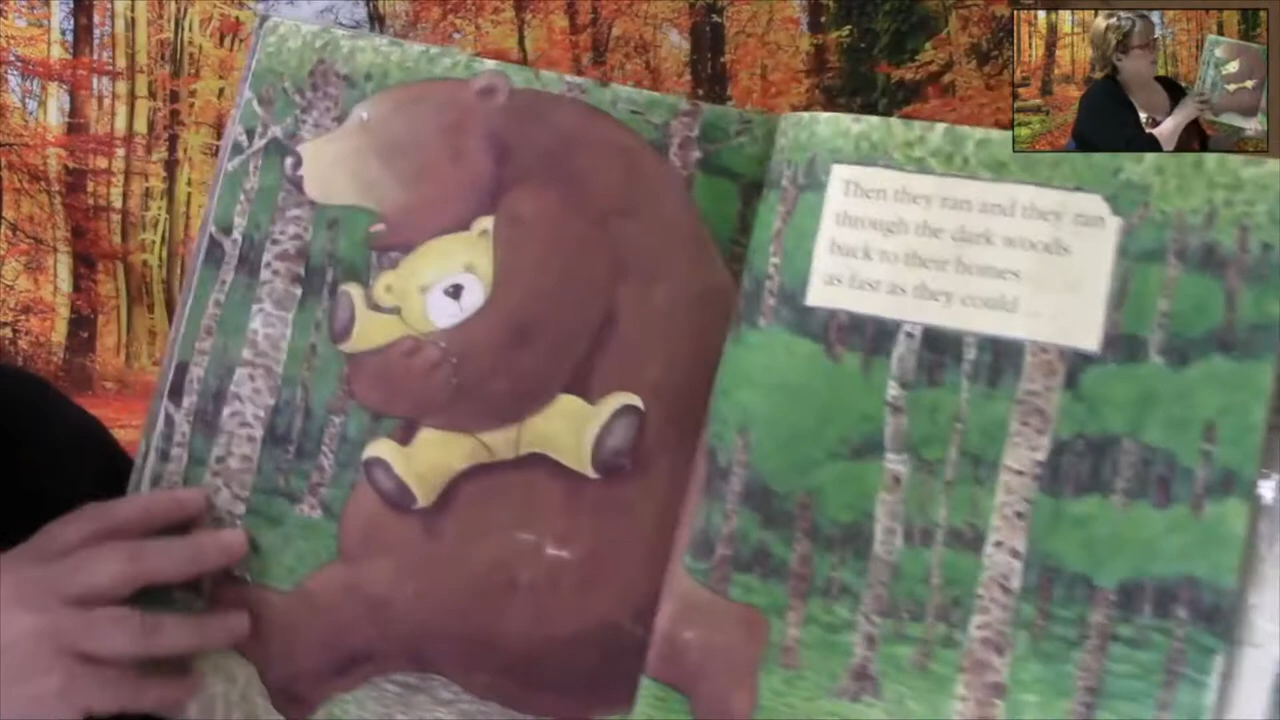 Then they ran and they ran
through the dark woods
back to their homes
as fast as they could ...